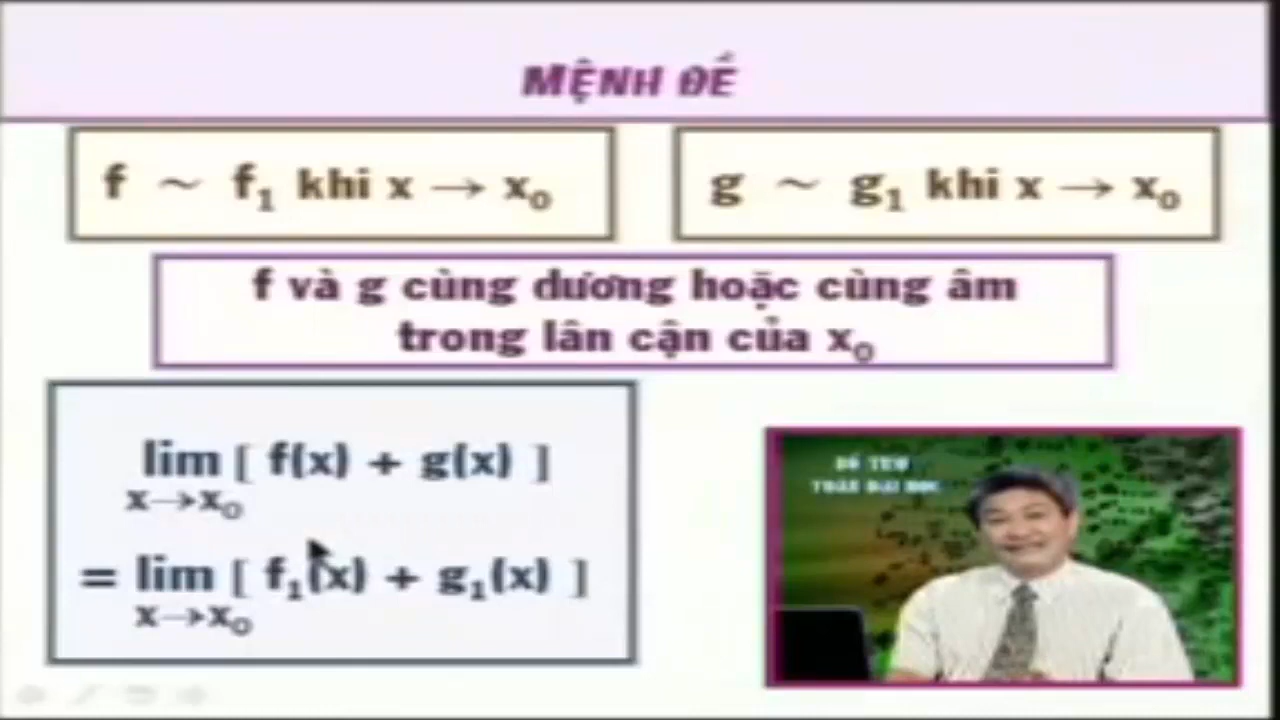 MỆNH ĐỀ
f ~ f₁ khi x → x₀
g ~ g₁ khi x → x₀
f và g cùng dương hoặc cùng âm
trong lân cận của x₀
lim [ f(x) + g(x) ]
x→x₀
= lim [ f₁(x) + g₁(x) ]
x→x₀